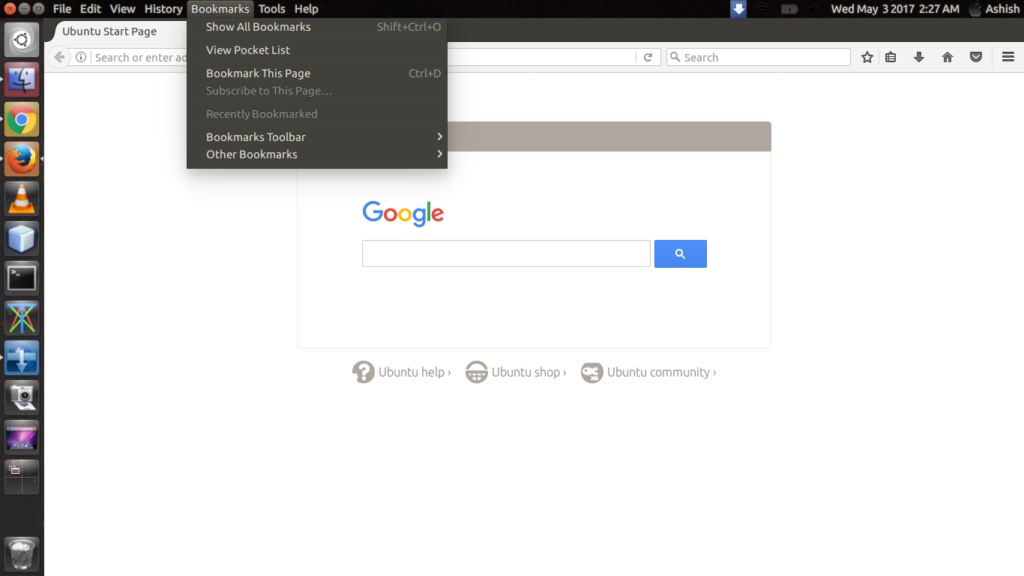 File Edit View History Bookmarks Tools Help Wed May 3 2017 2:27 AM Ashish
Ubuntu Start Page
Search or enter ad
Search
Show All Bookmarks Shift+Ctrl+O
View Pocket List
Bookmark This Page Ctrl+D
Subscribe to This Page...
Recently Bookmarked
Bookmarks Toolbar
Other Bookmarks
Google
Ubuntu help › Ubuntu shop › Ubuntu community ›